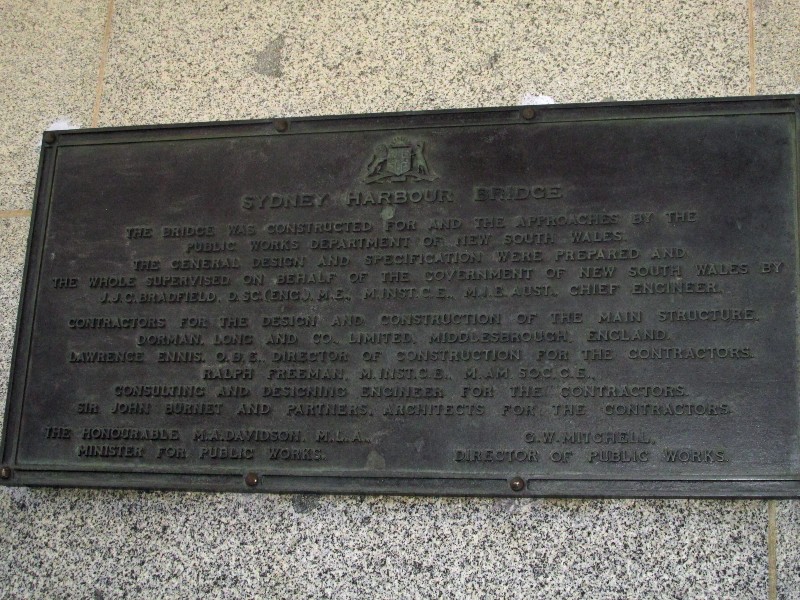 SYDNEY HARBOUR BRIDGE
THE BRIDGE WAS CONSTRUCTED FOR AND THE APPROACHES BY THE
PUBLIC WORKS DEPARTMENT OF NEW SOUTH WALES.
THE GENERAL DESIGN AND SPECIFICATION WERE PREPARED AND
THE WHOLE SUPERVISED ON BEHALF OF THE GOVERNMENT OF NEW SOUTH WALES BY
J.J.C. BRADFIELD, D.SC.(ENG.), M.E., M.INST.C.E., M.I.E.AUST., CHIEF ENGINEER.
CONTRACTORS FOR THE DESIGN AND CONSTRUCTION OF THE MAIN STRUCTURE.
DORMAN, LONG AND CO. LIMITED, MIDDLESBROUGH, ENGLAND.
LAWRENCE ENNIS, O.B.E., DIRECTOR OF CONSTRUCTION FOR THE CONTRACTORS.
RALPH FREEMAN, M.INST.C.E., M.AM.SOC.C.E.,
CONSULTING AND DESIGNING ENGINEER FOR THE CONTRACTORS.
SIR JOHN BURNET AND PARTNERS, ARCHITECTS FOR THE CONTRACTORS
THE HONOURABLE M.A. DAVIDSON, M.L.A.,
MINISTER FOR PUBLIC WORKS.
G.W. MITCHELL,
DIRECTOR OF PUBLIC WORKS.